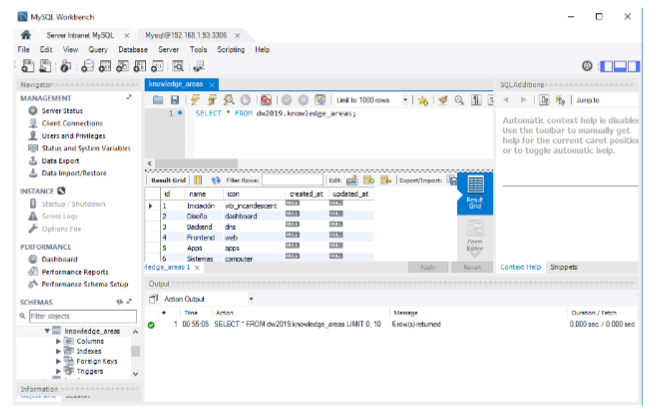 MySQL Workbench
Server Intranet MySQL × Mysql@192.168.1.93:3306 ×
File Edit View Query Database Server Tools Scripting Help
Navigator
MANAGEMENT
Server Status
Client Connections
Users and Privileges
Status and System Variables
Data Export
Data Import/Restore
INSTANCE
Startup / Shutdown
Server Logs
Options File
PERFORMANCE
Dashboard
Performance Reports
Performance Schema Setup
SCHEMAS
Filter objects
knowledge_areas
Columns
Indexes
Foreign Keys
Triggers
Information
knowledge_areas ×
Limit to 1000 rows
1 SELECT * FROM dw2019.knowledge_areas;
Result Grid Filter Rows: Edit: Export/Import:
id name icon created_at updated_at
1 Iniciación wb_incandescent NULL NULL
2 Diseño dashboard NULL NULL
3 Backend dns NULL NULL
4 Frontend web NULL NULL
5 Apps apps NULL NULL
6 Sistemas computer NULL NULL
Result Grid
Form Editor
ledge_areas 1 × Apply Revert
SQLAdditions
Jump to
Automatic context help is disabled
Use the toolbar to manually get
help for the current caret position
or to toggle automatic help.
Context Help Snippets
Output
Action Output
# Time Action Message Duration / Fetch
1 00:55:05 SELECT * FROM dw2019.knowledge_areas LIMIT 0, 10 6 row(s) returned 0.000 sec / 0.000 sec